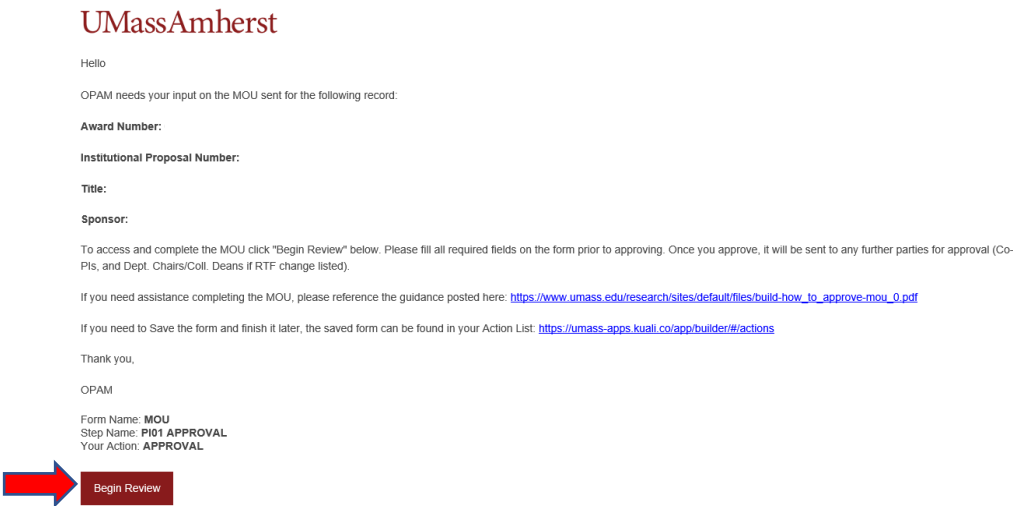 UMassAmherst
Hello
OPAM needs your input on the MOU sent for the following record:
Award Number:
Institutional Proposal Number:
Title:
Sponsor:
To access and complete the MOU click "Begin Review" below. Please fill all required fields on the form prior to approving. Once you approve, it will be sent to any further parties for approval (Co-
PIs, and Dept. Chairs/Coll. Deans if RTF change listed).
If you need assistance completing the MOU, please reference the guidance posted here: https://www.umass.edu/research/sites/default/files/build-how_to_approve-mou_0.pdf
If you need to Save the form and finish it later, the saved form can be found in your Action List: https://umass-apps.kuali.co/app/builder/#/actions
Thank you,
OPAM
Form Name: MOU
Step Name: PI01 APPROVAL
Your Action: APPROVAL
Begin Review